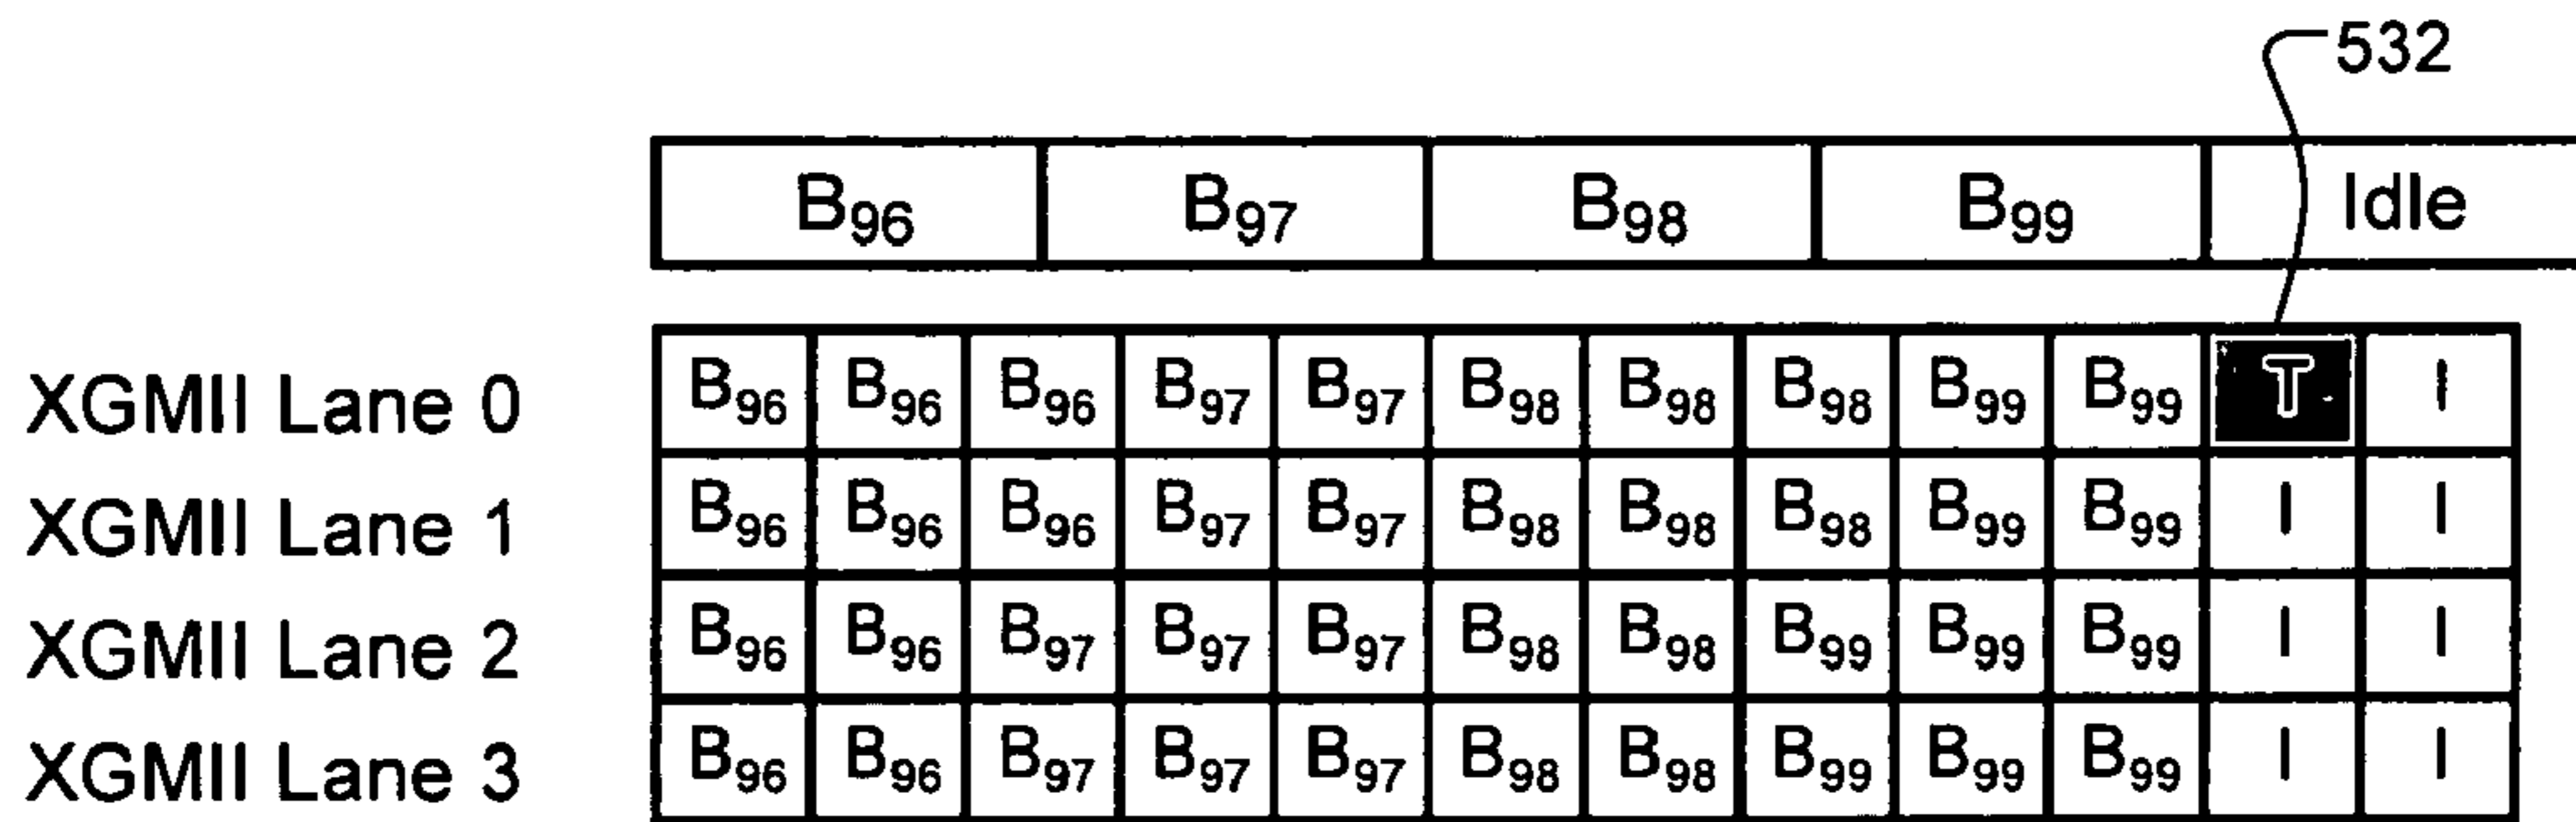 532
B96 B97 B98 B99 Idle
XGMII Lane 0 B96 B96 B96 B97 B97 B98 B98 B98 B99 B99 T I
XGMII Lane 1 B96 B96 B96 B97 B97 B98 B98 B98 B99 B99 I I
XGMII Lane 2 B96 B96 B97 B97 B97 B98 B98 B99 B99 B99 I I
XGMII Lane 3 B96 B96 B97 B97 B97 B98 B98 B99 B99 B99 I I